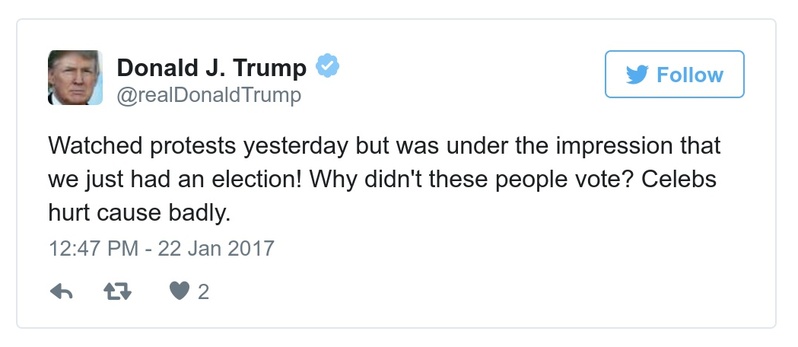 Donald J. Trump
@realDonaldTrump
Follow
Watched protests yesterday but was under the impression that
we just had an election! Why didn't these people vote? Celebs
hurt cause badly.
12:47 PM - 22 Jan 2017
2